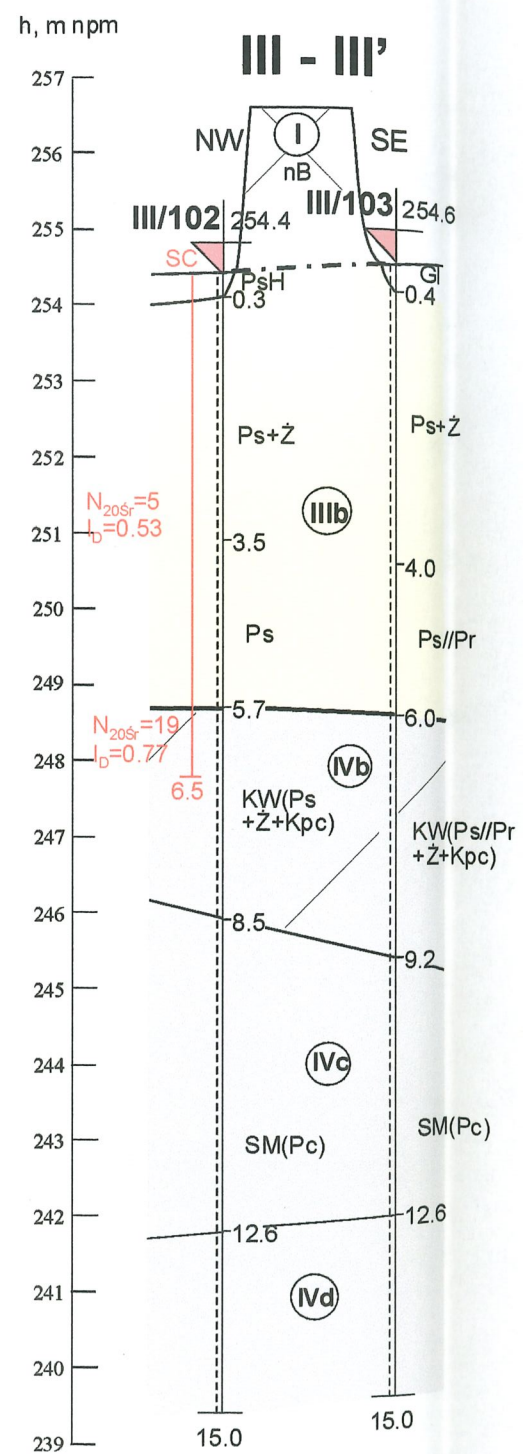 h, m npm
III - III'
257
256
255
254
253
252
251
250
249
248
247
246
245
244
243
242
241
240
239
NW
I
SE
nB
III/102
254.4
III/103
254.6
SC
PsH
0.3
Gl
0.4
Ps+Ż
Ps+Ż
N20Śr=5
ID=0.53
IIIb
3.5
4.0
Ps
Ps//Pr
5.7
6.0
N20Śr=19
ID=0.77
6.5
IVb
KW(Ps
+Ż+Kpc)
KW(Ps//Pr
+Ż+Kpc)
8.5
9.2
IVc
SM(Pc)
SM(Pc)
12.6
12.6
IVd
15.0
15.0